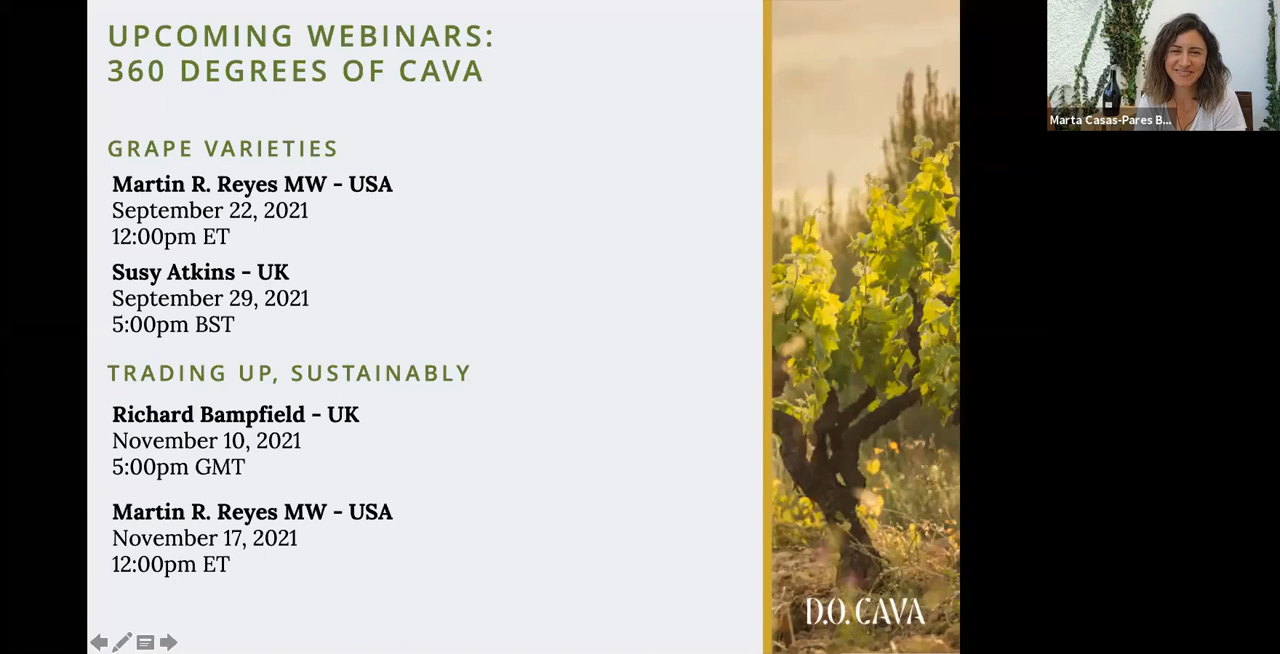 UPCOMING WEBINARS:
360 DEGREES OF CAVA
GRAPE VARIETIES
Martin R. Reyes MW - USA
September 22, 2021
12:00pm ET
Susy Atkins - UK
September 29, 2021
5:00pm BST
TRADING UP, SUSTAINABLY
Richard Bampfield - UK
November 10, 2021
5:00pm GMT
Martin R. Reyes MW - USA
November 17, 2021
12:00pm ET
D.O. CAVA
Marta Casas-Pares B...